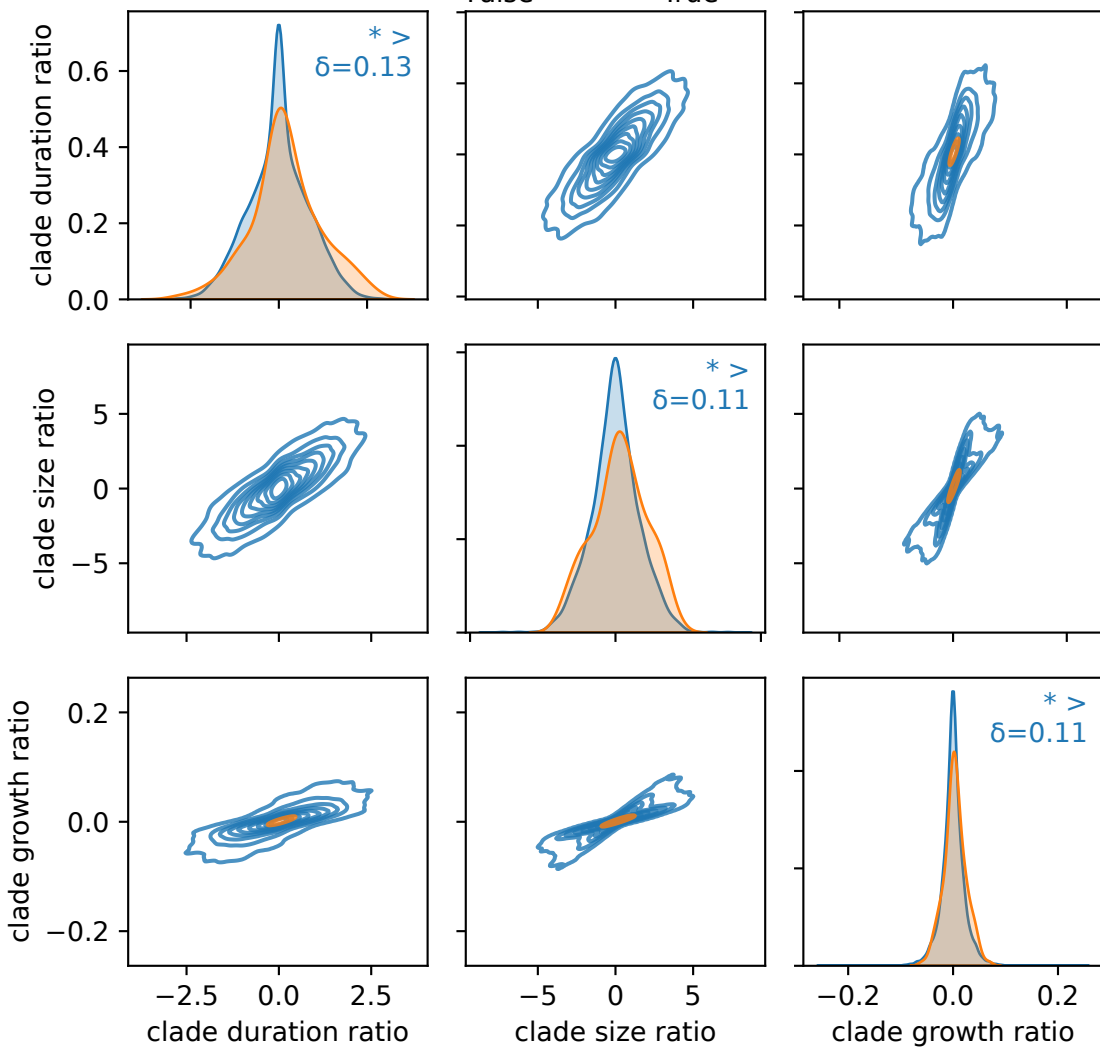 * >
δ=0.13
clade duration ratio
0.6
0.4
0.2
0.0
* >
δ=0.11
clade size ratio
5
0
−5
* >
δ=0.11
clade growth ratio
0.2
0.0
−0.2
−2.5 0.0 2.5
−5 0 5
−0.2 0.0 0.2
clade duration ratio
clade size ratio
clade growth ratio